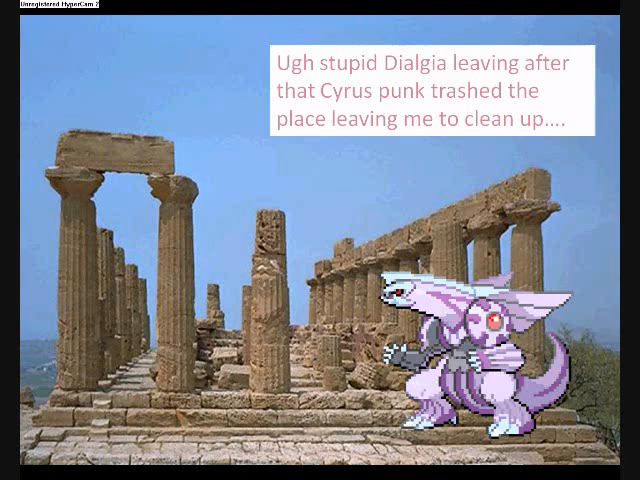 Unregistered HyperCam 2
Ugh stupid Dialgia leaving after
that Cyrus punk trashed the
place leaving me to clean up....